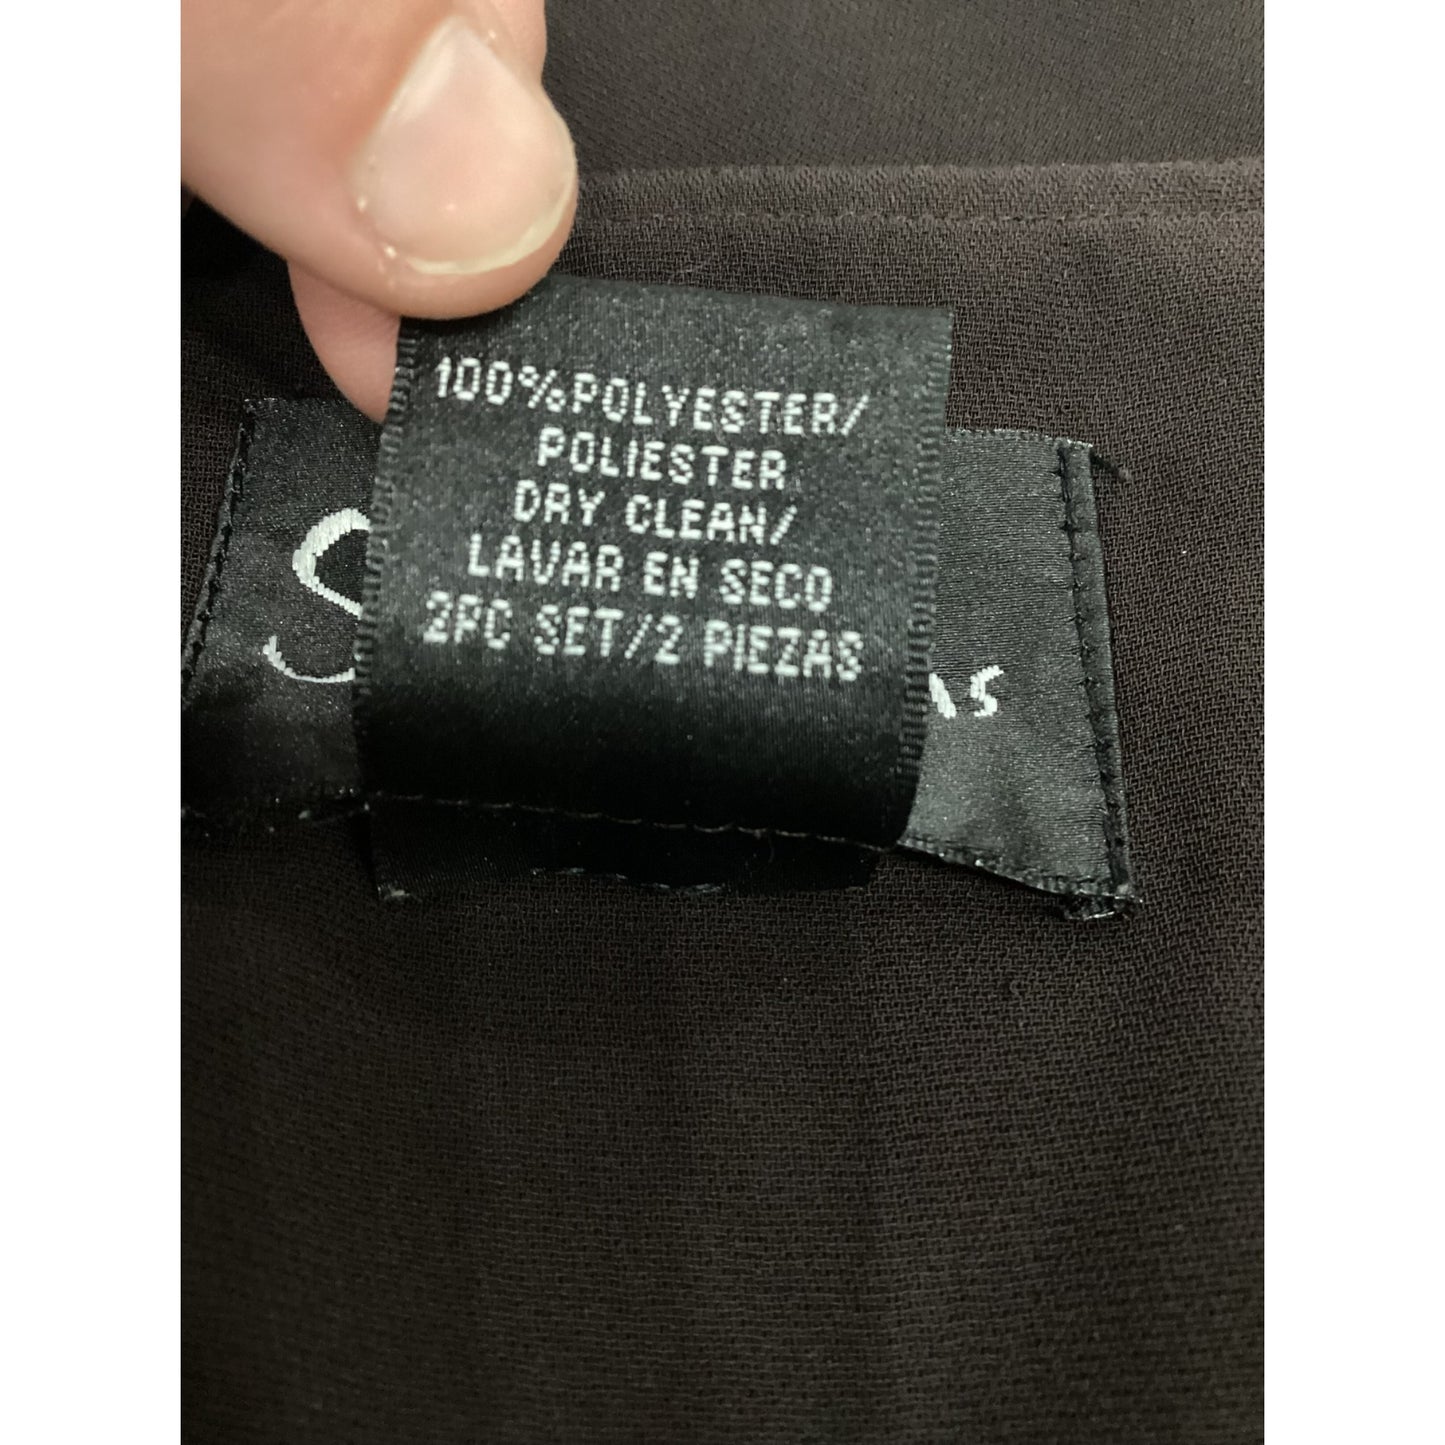 100%POLYESTER/
POLIESTER
DRY CLEAN/
LAVAR EN SECO
2PC SET/2 PIEZAS